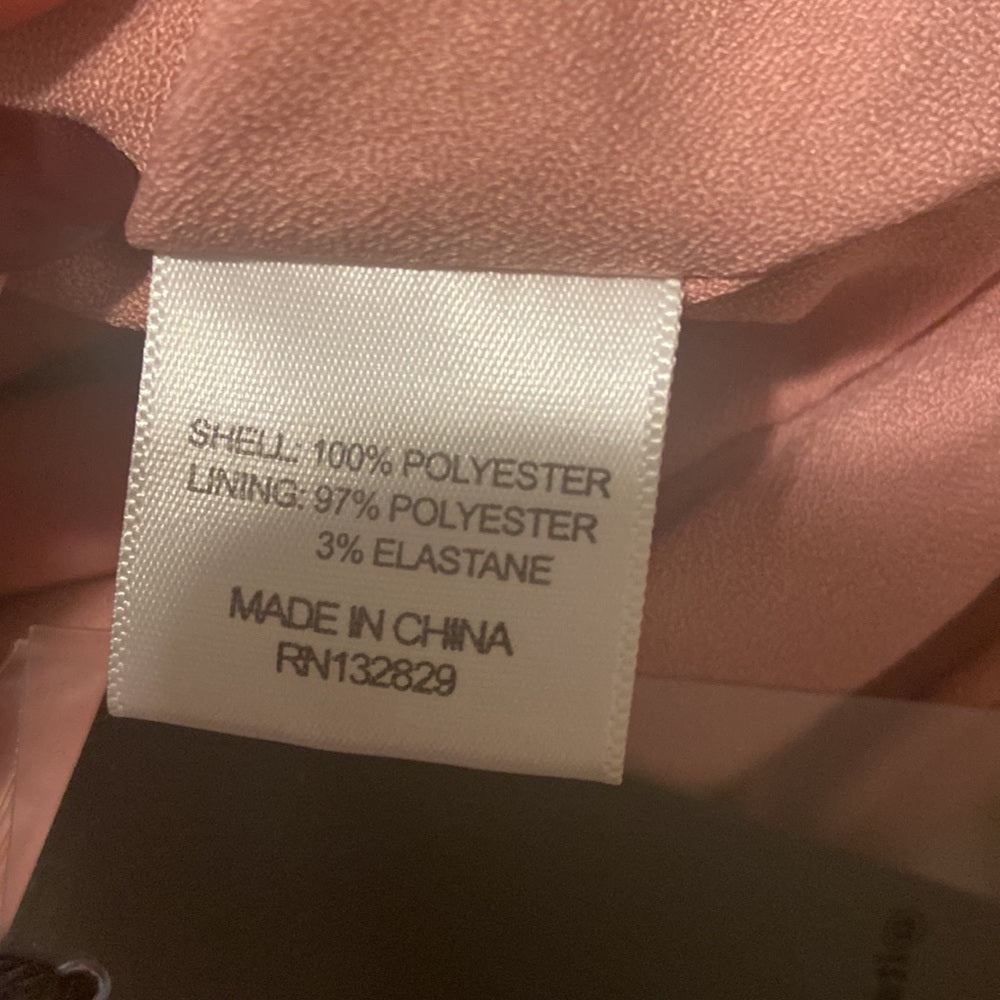 SHELL: 100% POLYESTER
LINING: 97% POLYESTER
3% ELASTANE
MADE IN CHINA
RN132829